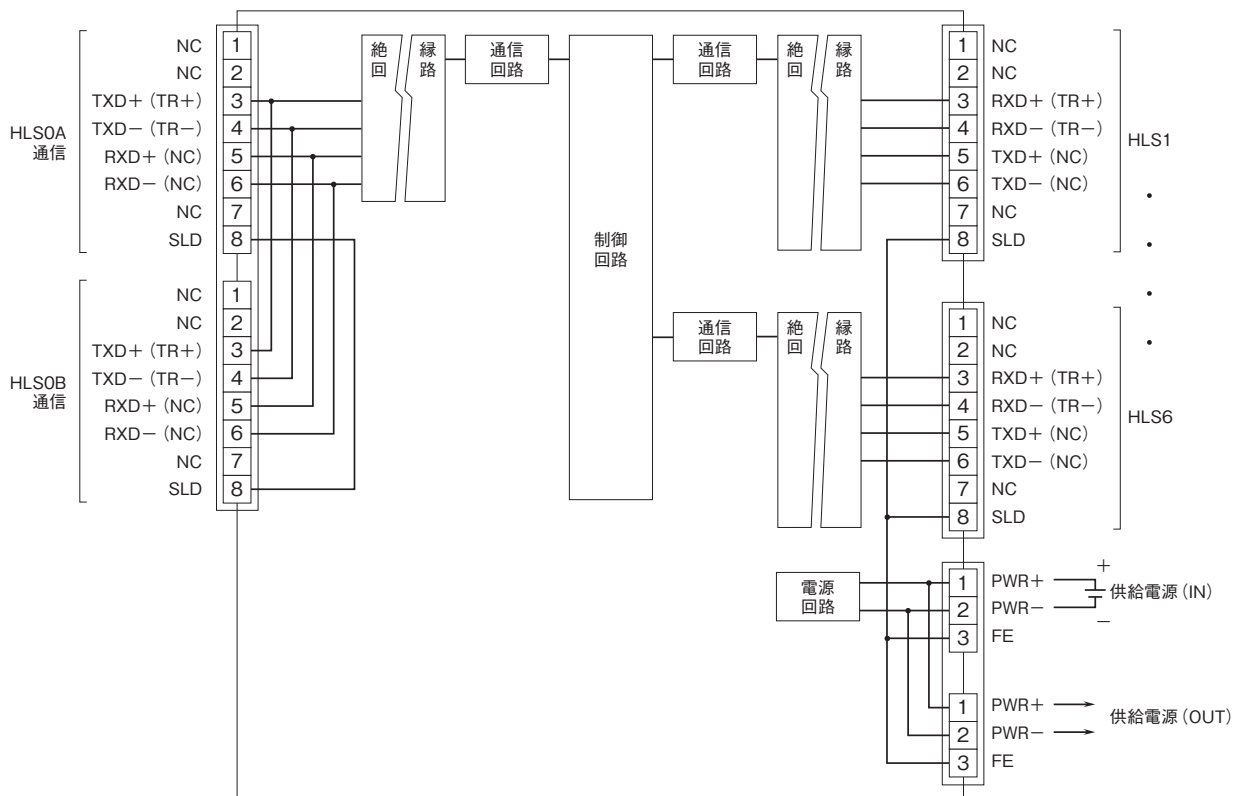 HLS0A
通信
NC 1
NC 2
TXD＋（TR＋） 3
TXD－（TR－） 4
RXD＋（NC） 5
RXD－（NC） 6
NC 7
SLD 8
HLS0B
通信
NC 1
NC 2
TXD＋（TR＋） 3
TXD－（TR－） 4
RXD＋（NC） 5
RXD－（NC） 6
NC 7
SLD 8
絶縁
回路
通信
回路
制御
回路
通信
回路
絶縁
回路
通信
回路
絶縁
回路
電源
回路
1 NC
2 NC
3 RXD＋（TR＋）
4 RXD－（TR－）
5 TXD＋（NC）
6 TXD－（NC）
7 NC
8 SLD
HLS1
1 NC
2 NC
3 RXD＋（TR＋）
4 RXD－（TR－）
5 TXD＋（NC）
6 TXD－（NC）
7 NC
8 SLD
HLS6
1 PWR＋
2 PWR－
3 FE
＋
－
供給電源（IN）
1 PWR＋
2 PWR－
3 FE
供給電源（OUT）